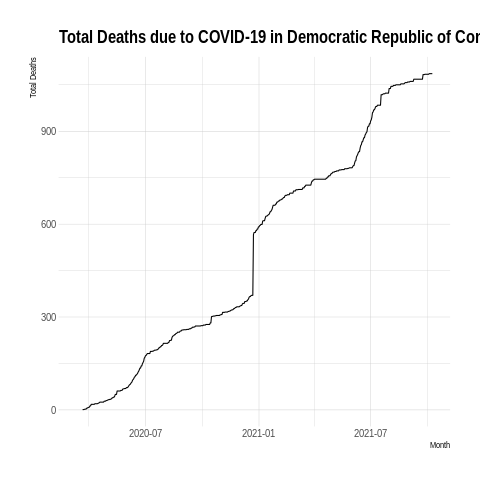 Total Deaths due to COVID-19 in Democratic Republic of Cor
Total Deaths
900
600
300
0
2020-07
2021-01
2021-07
Month